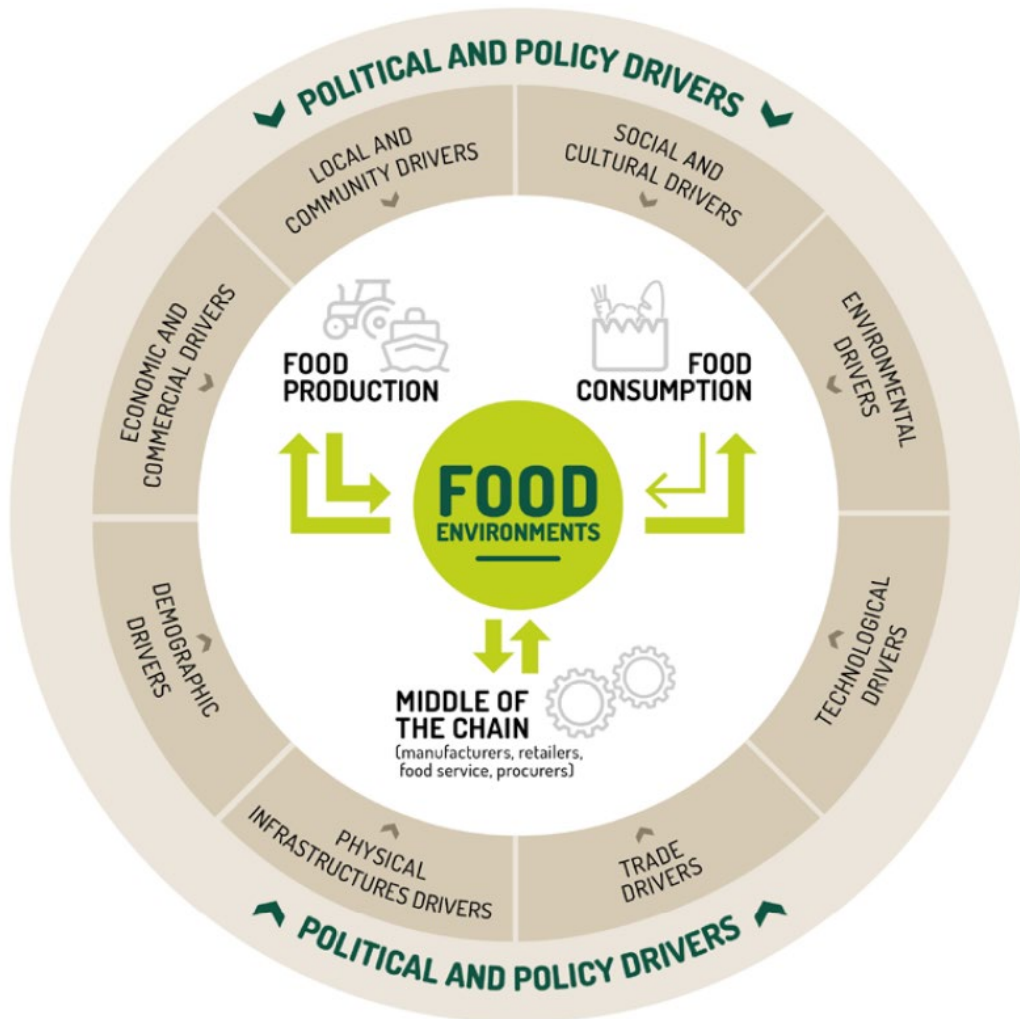 POLITICAL AND POLICY DRIVERS
LOCAL AND
COMMUNITY DRIVERS
SOCIAL AND
CULTURAL DRIVERS
ECONOMIC AND
COMMERCIAL DRIVERS
ENVIRONMENTAL
DRIVERS
FOOD
PRODUCTION
FOOD
CONSUMPTION
FOOD
ENVIRONMENTS
DEMOGRAPHIC
DRIVERS
TECHNOLOGICAL
DRIVERS
MIDDLE OF
THE CHAIN
(manufacturers, retailers,
food service, procurers)
PHYSICAL
INFRASTRUCTURES DRIVERS
TRADE
DRIVERS
POLITICAL AND POLICY DRIVERS